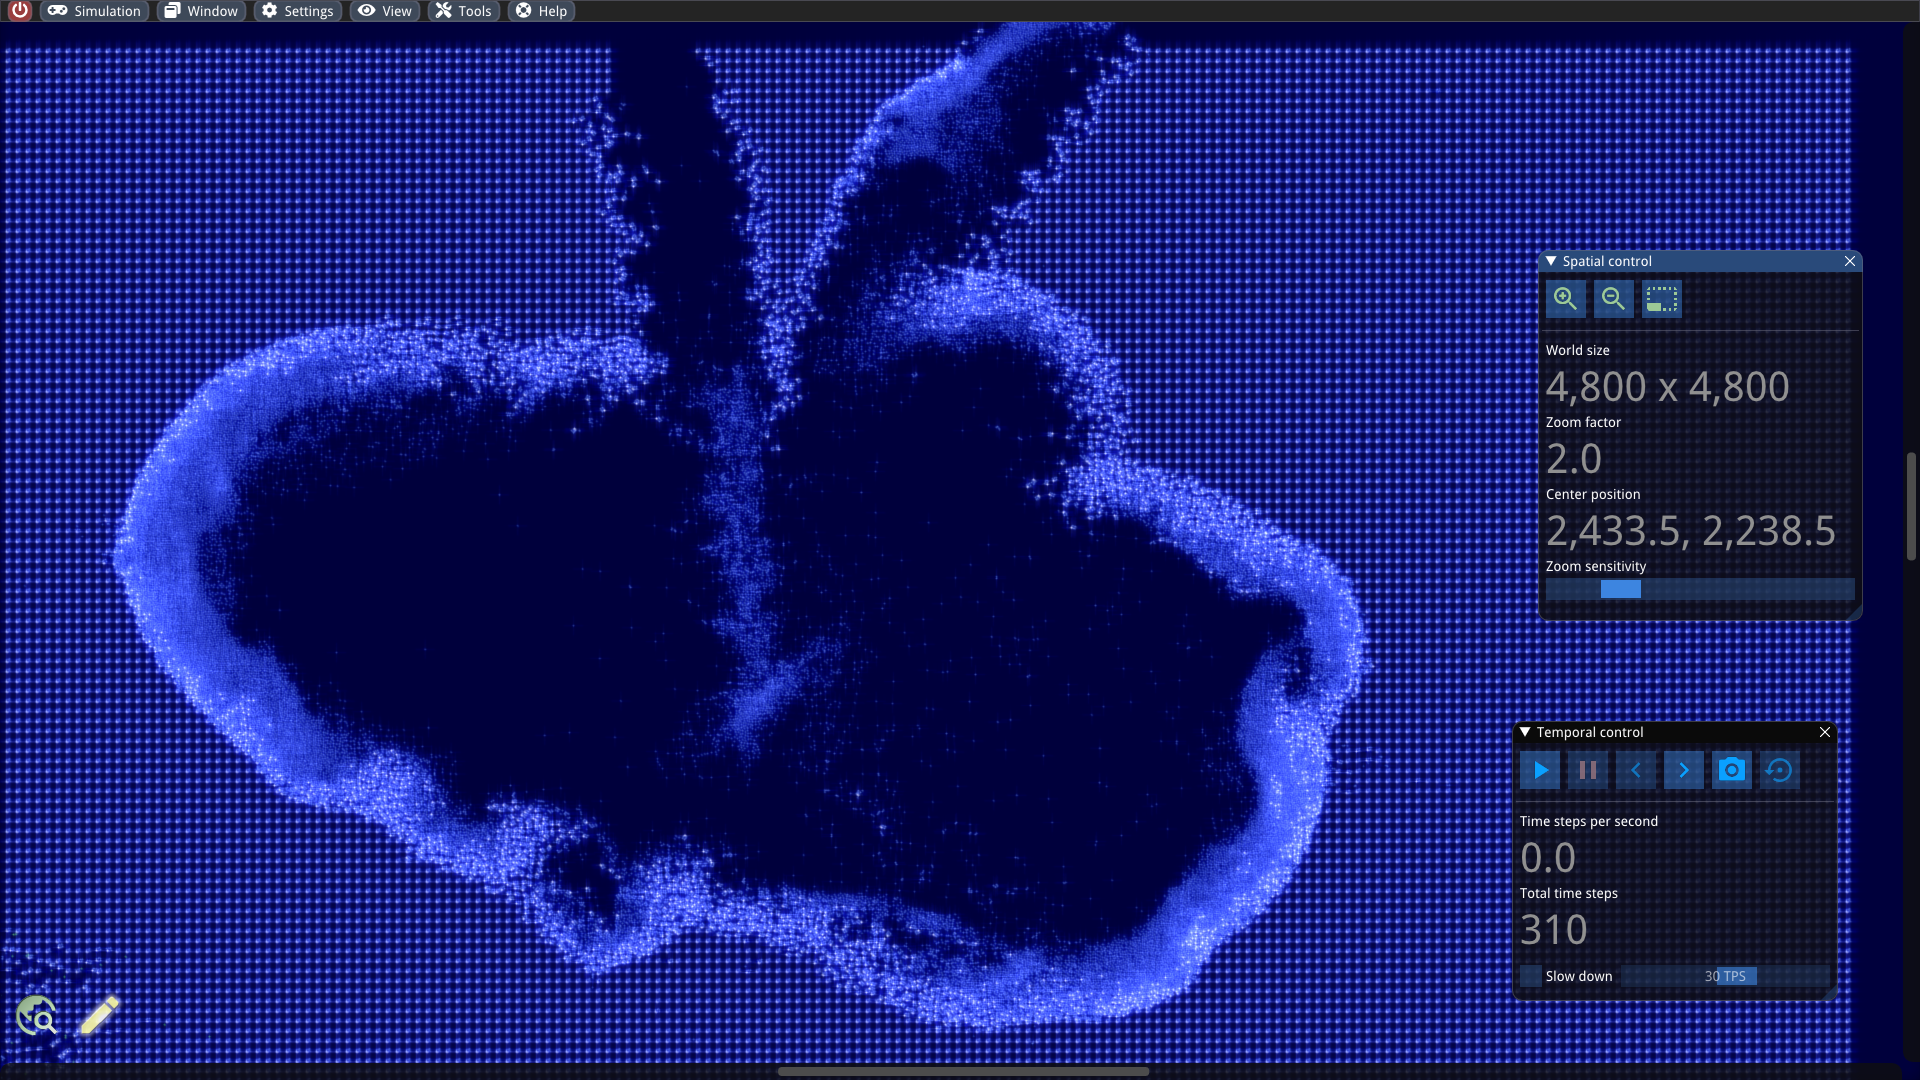 Simulation Window Settings View Tools Help
Spatial control
World size
4,800 x 4,800
Zoom factor
2.0
Center position
2,433.5, 2,238.5
Zoom sensitivity
Temporal control
Time steps per second
0.0
Total time steps
310
Slow down 30 TPS